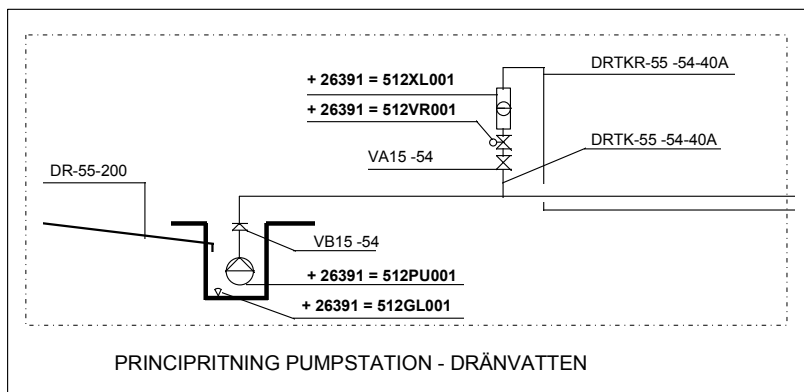 + 26391 = 512XL001
DRTKR-55 -54-40A
+ 26391 = 512VR001
VA15 -54
DRTK-55 -54-40A
DR-55-200
VB15 -54
+ 26391 = 512PU001
+ 26391 = 512GL001
PRINCIPRITNING PUMPSTATION - DRÄNVATTEN